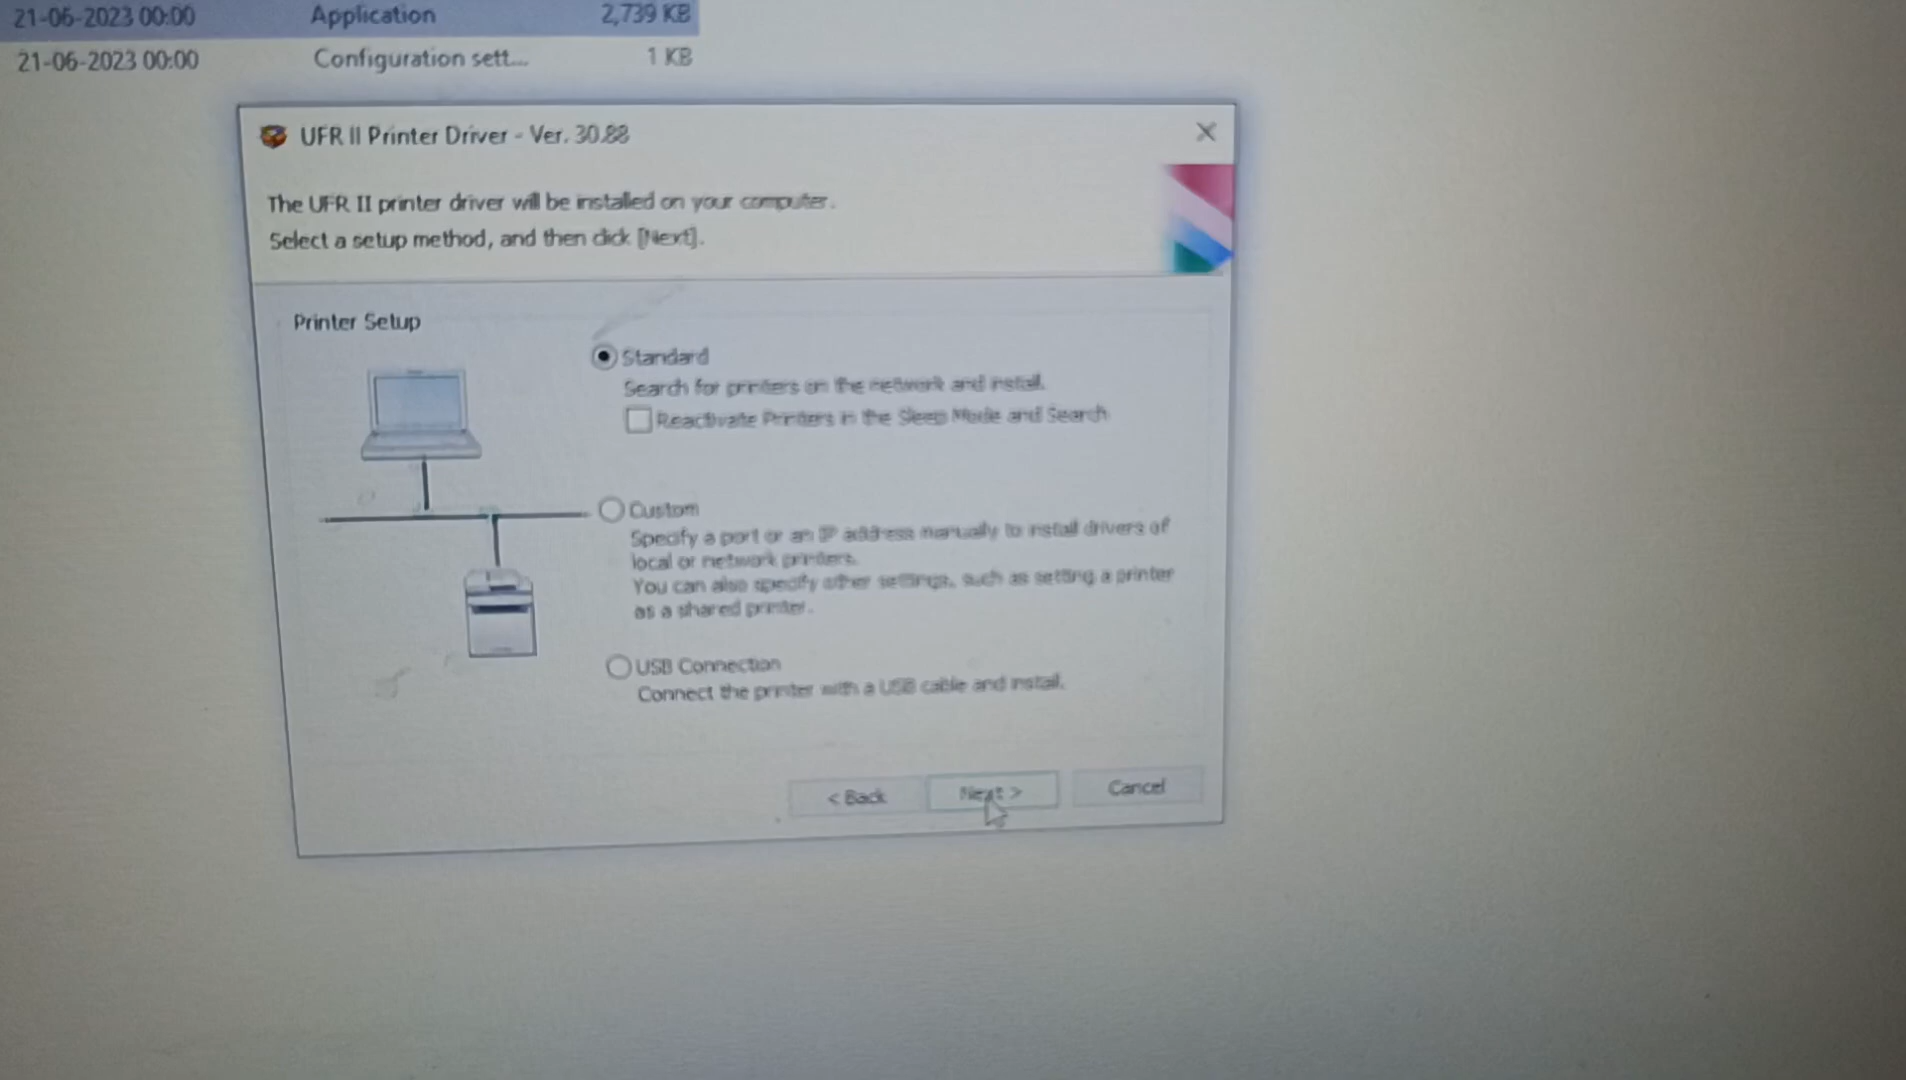 21-06-2023 00:00 Application 2,739 KB
21-06-2023 00:00 Configuration sett... 1 KB
UFR II Printer Driver - Ver. 30.88
The UFR II printer driver will be installed on your computer.
Select a setup method, and then click [Next].
Printer Setup
Standard
Search for printers on the network and install.
Reactivate Printers in the Sleep Mode and Search
Custom
Specify a port or an IP address manually to install drivers of
local or network printers.
You can also specify other settings, such as setting a printer
as a shared printer.
USB Connection
Connect the printer with a USB cable and install.
< Back Next > Cancel